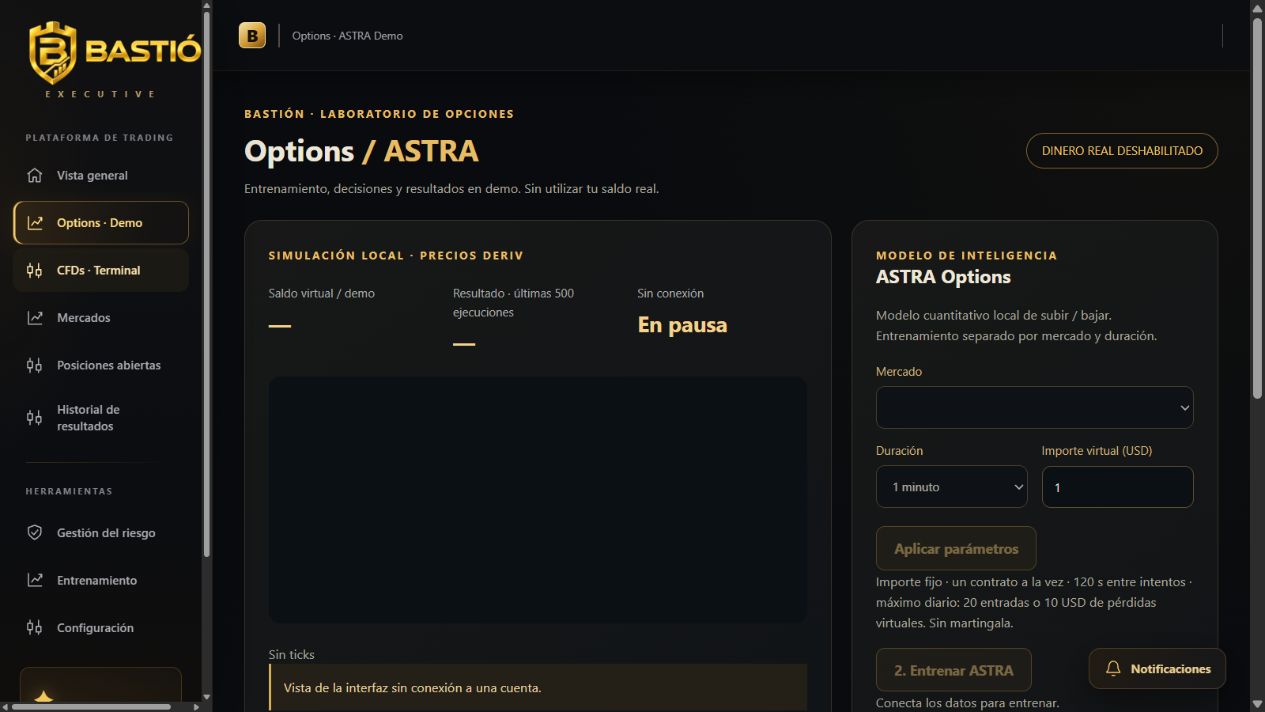 BASTIÓ
EXECUTIVE
PLATAFORMA DE TRADING
Vista general
Options · Demo
CFDs · Terminal
Mercados
Posiciones abiertas
Historial de
resultados
HERRAMIENTAS
Gestión del riesgo
Entrenamiento
Configuración
B
Options · ASTRA Demo
BASTIÓN · LABORATORIO DE OPCIONES
Options / ASTRA
DINERO REAL DESHABILITADO
Entrenamiento, decisiones y resultados en demo. Sin utilizar tu saldo real.
SIMULACIÓN LOCAL · PRECIOS DERIV
Saldo virtual / demo
—
Resultado · últimas 500
ejecuciones
—
Sin conexión
En pausa
Sin ticks
Vista de la interfaz sin conexión a una cuenta.
MODELO DE INTELIGENCIA
ASTRA Options
Modelo cuantitativo local de subir / bajar.
Entrenamiento separado por mercado y duración.
Mercado
Duración
1 minuto
Importe virtual (USD)
1
Aplicar parámetros
Importe fijo · un contrato a la vez · 120 s entre intentos ·
máximo diario: 20 entradas o 10 USD de pérdidas
virtuales. Sin martingala.
2. Entrenar ASTRA
Conecta los datos para entrenar.
Notificaciones